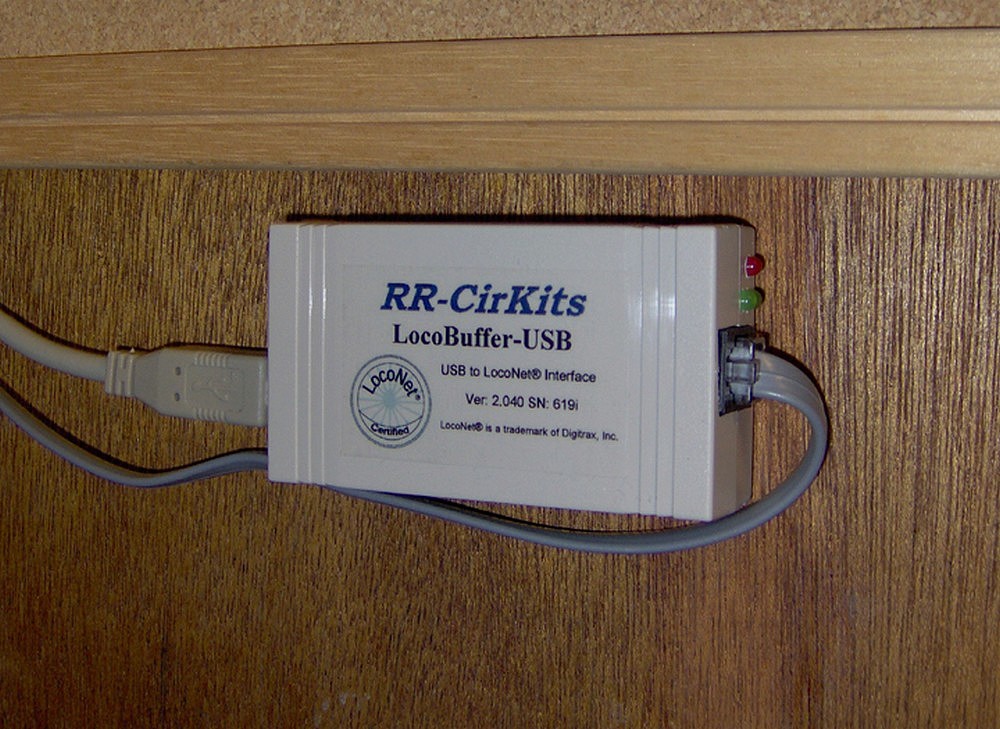 RR-CirKits
LocoBuffer-USB
USB to LocoNet® Interface
Ver: 2.040 SN: 619i
LocoNet® is a trademark of Digitrax, Inc.
LocoNet®
Certified